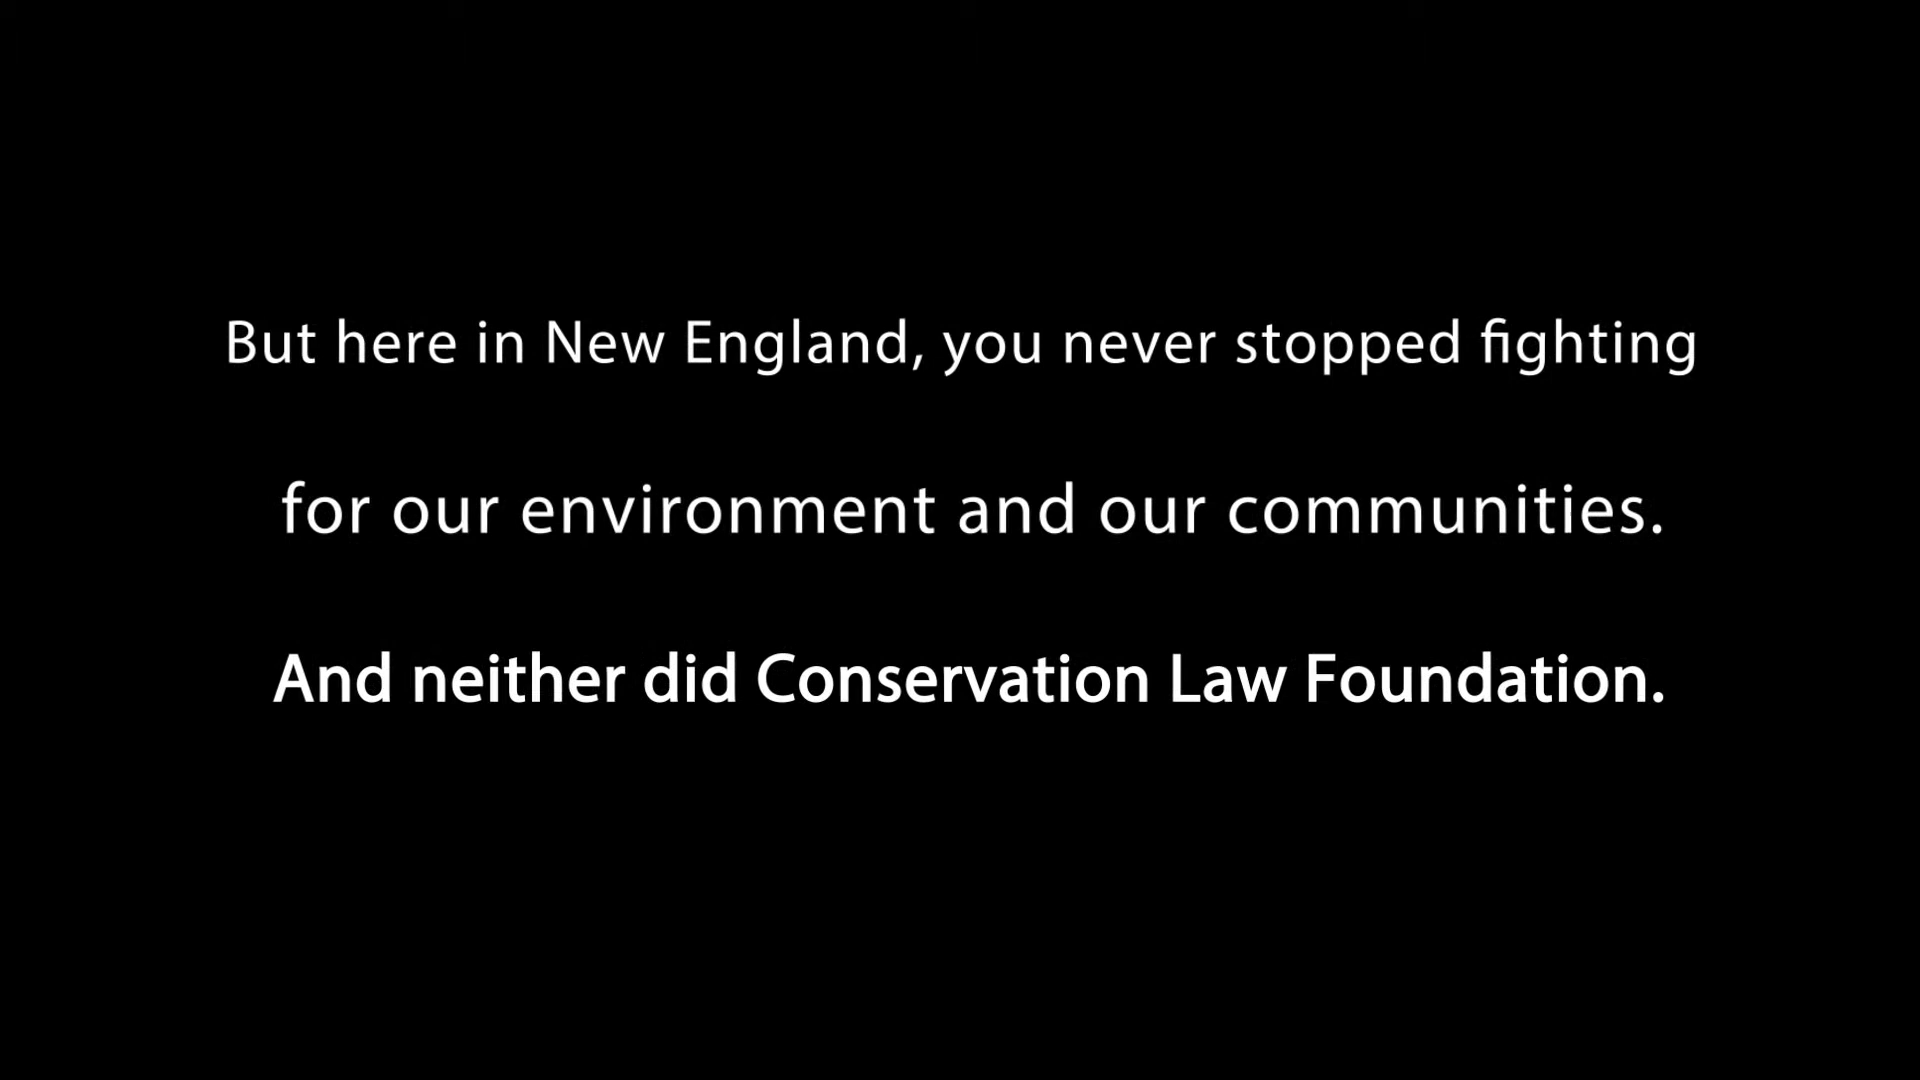 But here in New England, you never stopped fighting
for our environment and our communities.
And neither did Conservation Law Foundation.